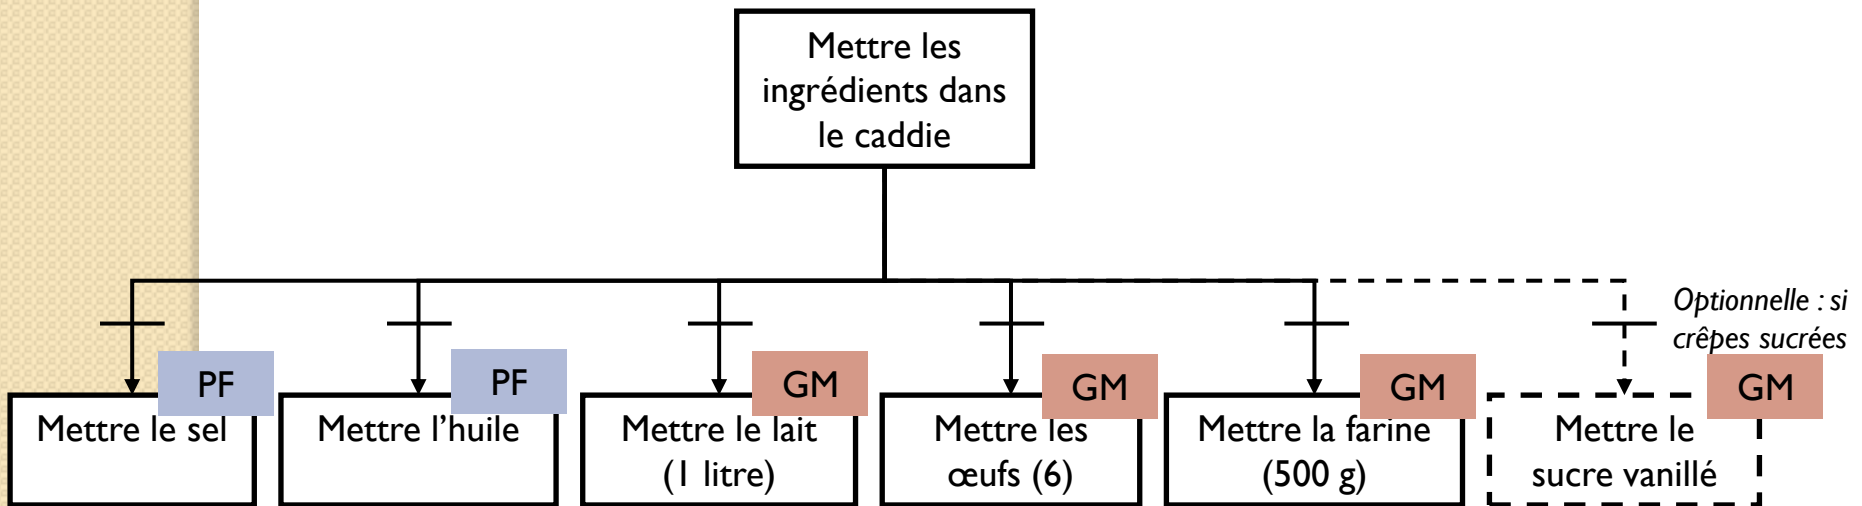 Mettre les
ingrédients dans
le caddie
Optionnelle : si
crêpes sucrées
PF
Mettre le sel
PF
Mettre l’huile
GM
Mettre le lait
(1 litre)
GM
Mettre les
œufs (6)
GM
Mettre la farine
(500 g)
GM
Mettre le
sucre vanillé